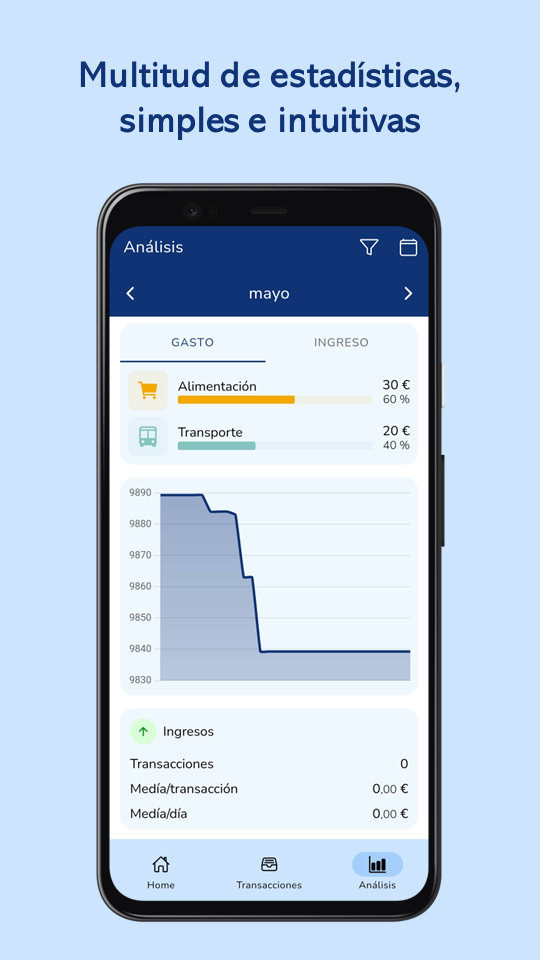 Multitud de estadísticas,
simples e intuitivas
Análisis
mayo
GASTO INGRESO
Alimentación 30 €
60 %
Transporte 20 €
40 %
9890
9880
9870
9860
9850
9840
9830
Ingresos
Transacciones 0
Medía/transacción 0,00 €
Medía/día 0,00 €
Home Transacciones Análisis